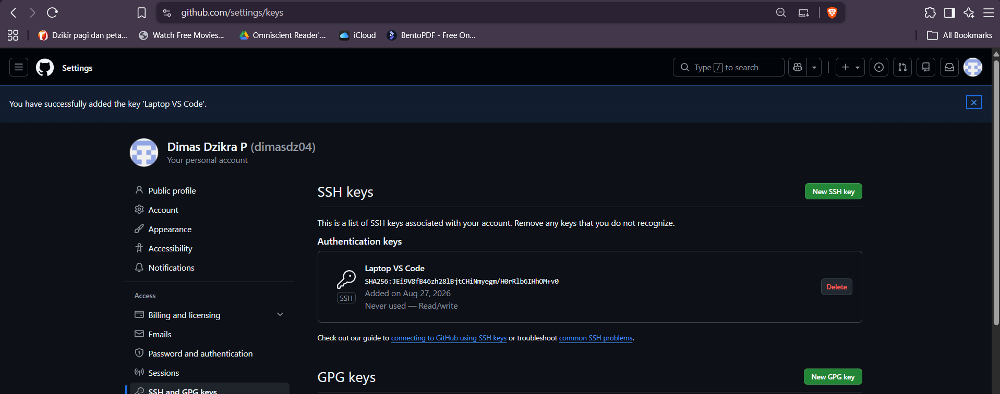 github.com/settings/keys
Dzikir pagi dan peta...
Watch Free Movies...
Omniscient Reader'...
iCloud
BentoPDF - Free On...
All Bookmarks
Settings
Type / to search
You have successfully added the key 'Laptop VS Code'.
Dimas Dzikra P (dimasdz04)
Your personal account
Public profile
Account
Appearance
Accessibility
Notifications
Access
Billing and licensing
Emails
Password and authentication
Sessions
SSH and GPG keys
SSH keys
New SSH key
This is a list of SSH keys associated with your account. Remove any keys that you do not recognize.
Authentication keys
Laptop VS Code
SHA256:JEi9V8fB46zh28lBjtCHiNmyegm/H0rRlb6IHhOM+v0
Added on Aug 27, 2026
Never used — Read/write
SSH
Delete
Check out our guide to connecting to GitHub using SSH keys or troubleshoot common SSH problems.
GPG keys
New GPG key